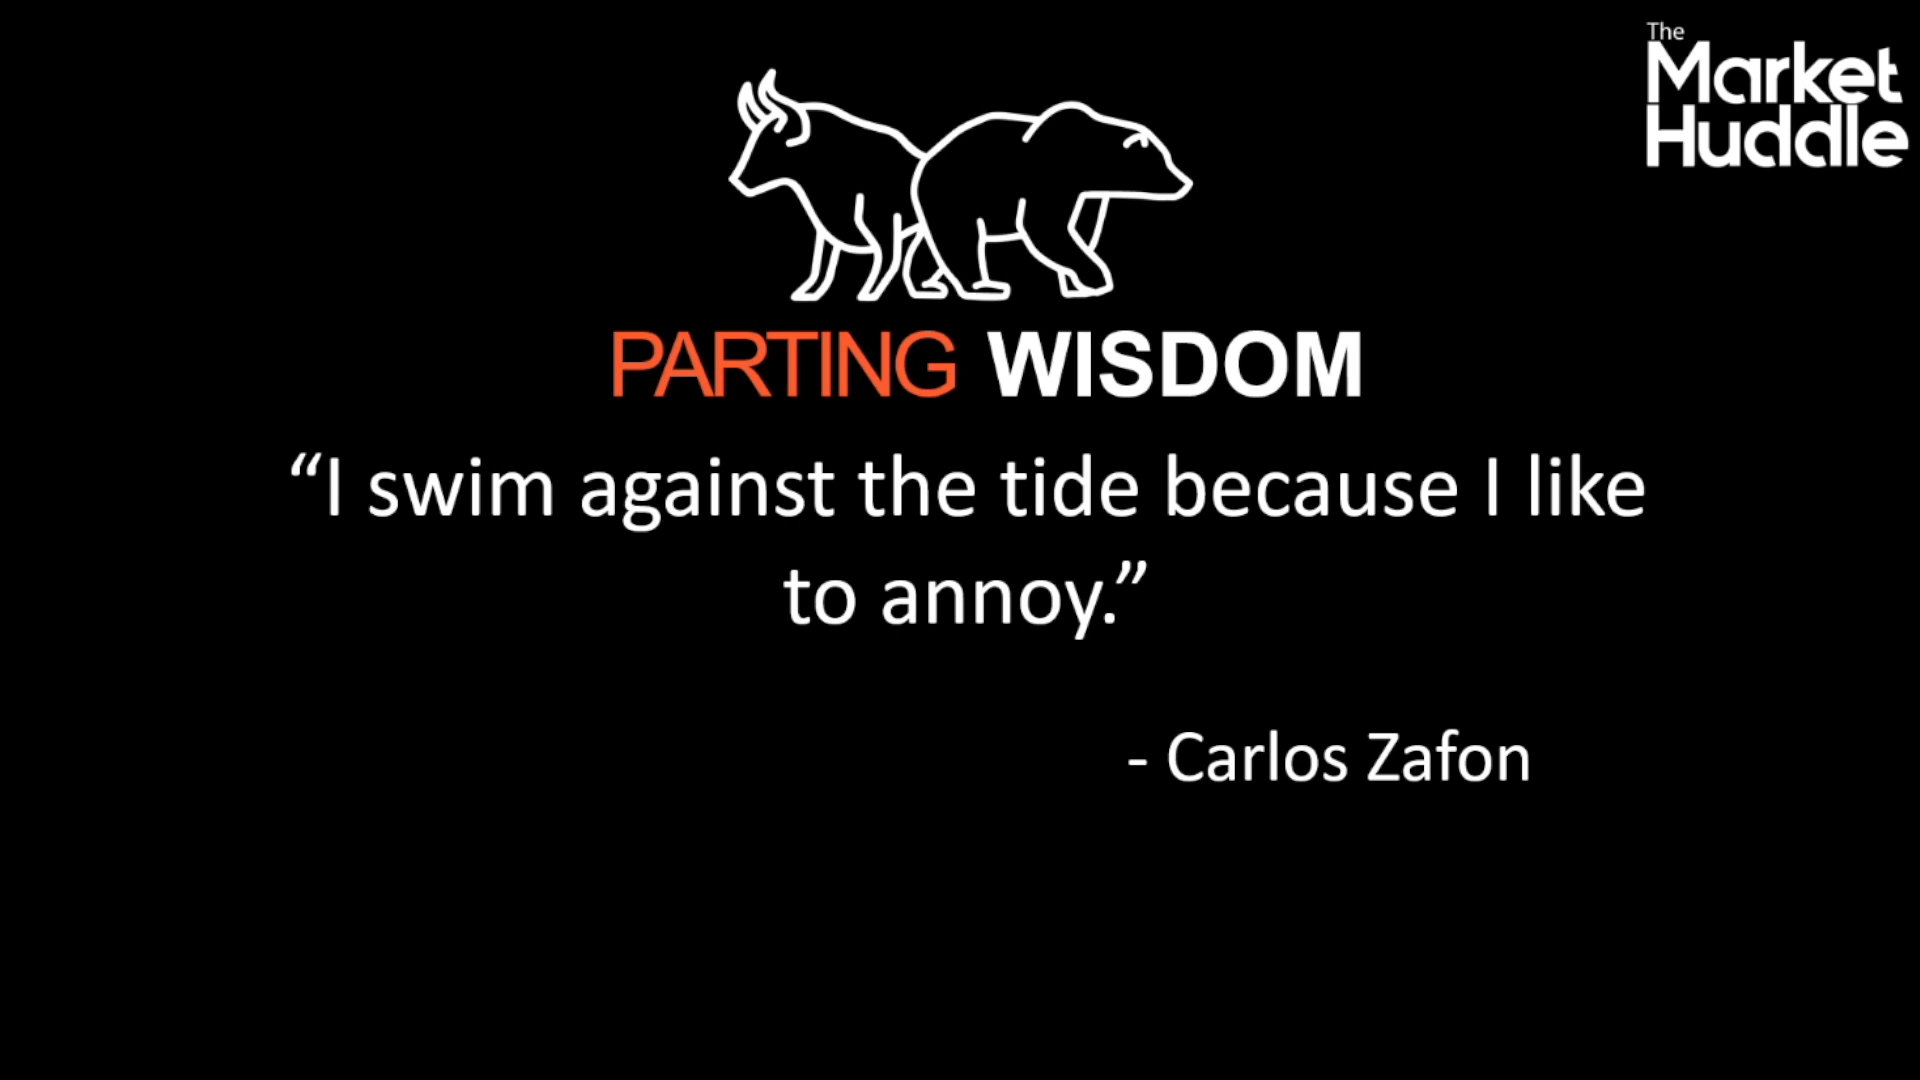 The
Market
Huddle
PARTING WISDOM
“I swim against the tide because I like
to annoy.”
- Carlos Zafon